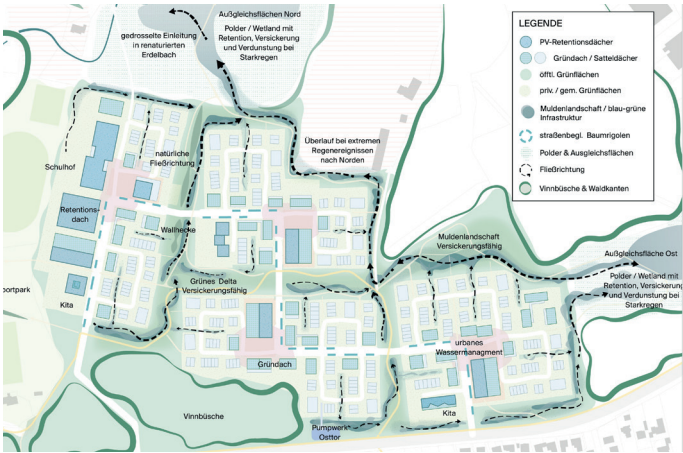 Außgleichsflächen Nord
gedrosselte Einleitung
in renaturierten
Erdelbach
Polder / Wetland mit
Retention, Versickerung
und Verdunstung bei
Starkregen
LEGENDE
PV-Retentionsdächer
Gründach / Satteldächer
öfftl. Grünflächen
priv. / gem. Grünflächen
Muldenlandschaft / blau-grüne
Infrastruktur
straßenbegl. Baumrigolen
Polder & Ausgleichsflächen
Fließrichtung
Vinnbüsche & Waldkanten
Überlauf bei extremen
Regenereignissen
nach Norden
natürliche
Fließrichtung
Schulhof
Retentions-
dach
Wallhecke
Muldenlandschaft
Versickerungsfähig
Außgleichsfläche Ost
Polder / Wetland mit
Retention, Versickerung
und Verdunstung bei
Starkregen
Grünes Delta
Versickerungsfähig
portpark
Kita
urbanes
Wassermanagment
Gründach
Vinnbüsche
Kita
Pumpwerk
Osttor